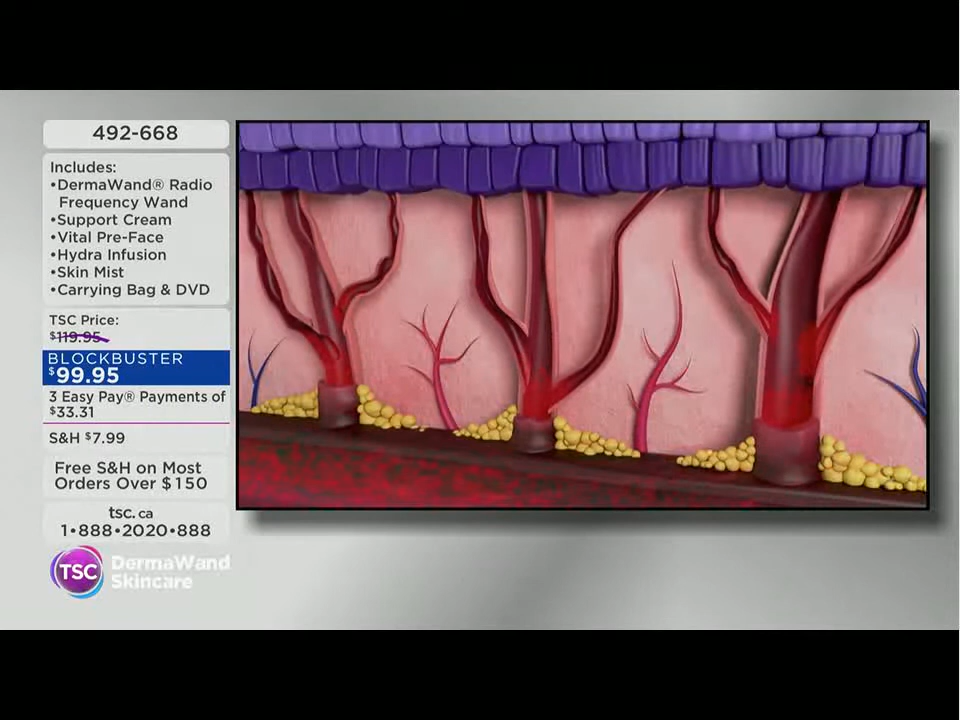 492-668
Includes:
•DermaWand® Radio
Frequency Wand
•Support Cream
•Vital Pre-Face
•Hydra Infusion
•Skin Mist
•Carrying Bag & DVD
TSC Price:
$119.95
BLOCKBUSTER
$99.95
3 Easy Pay® Payments of
$33.31
S&H $7.99
Free S&H on Most
Orders Over $150
tsc.ca
1•888•2020•888
TSC
DermaWand
Skincare